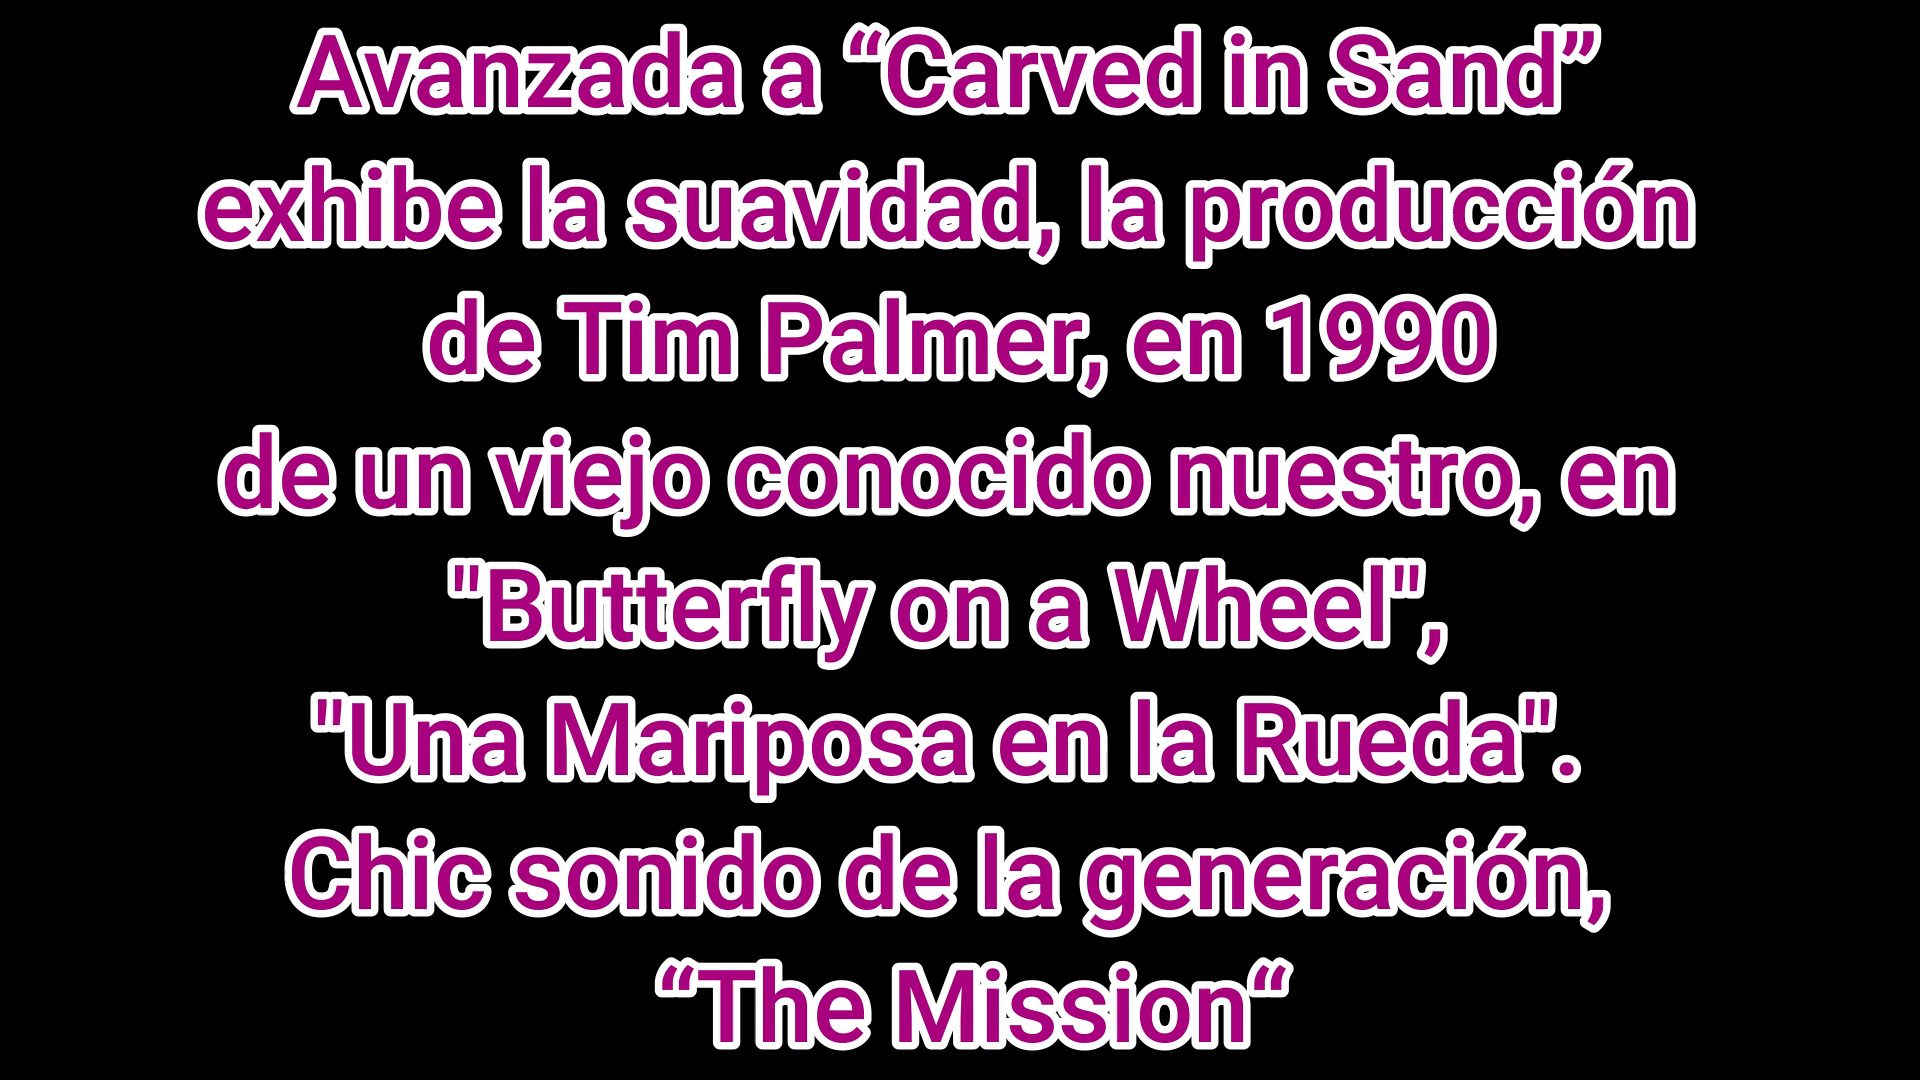 Avanzada a “Carved in Sand”
exhibe la suavidad, la producción
de Tim Palmer, en 1990
de un viejo conocido nuestro, en
"Butterfly on a Wheel",
"Una Mariposa en la Rueda".
Chic sonido de la generación,
“The Mission“